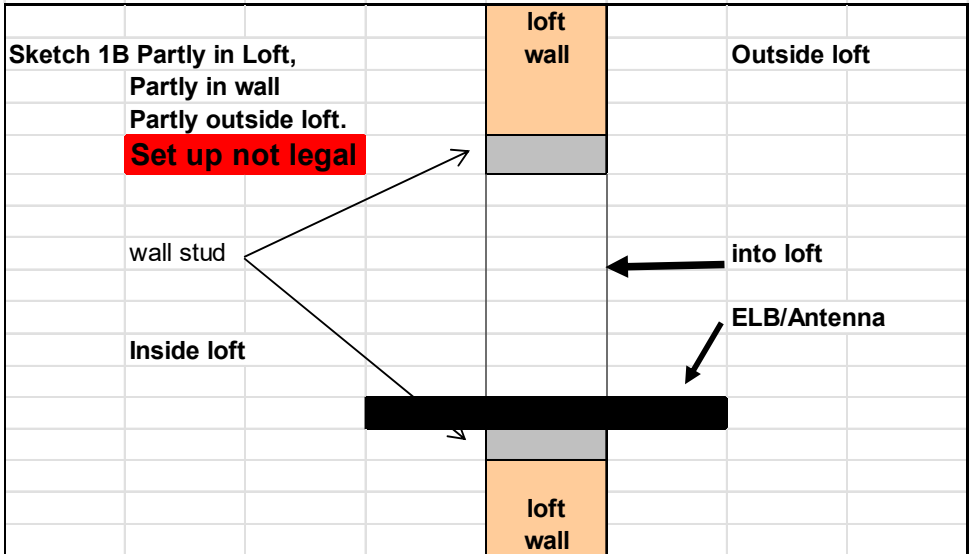 loft
wall
Sketch 1B Partly in Loft,
Outside loft
Partly in wall
Partly outside loft.
Set up not legal
wall stud
into loft
ELB/Antenna
Inside loft
loft
wall